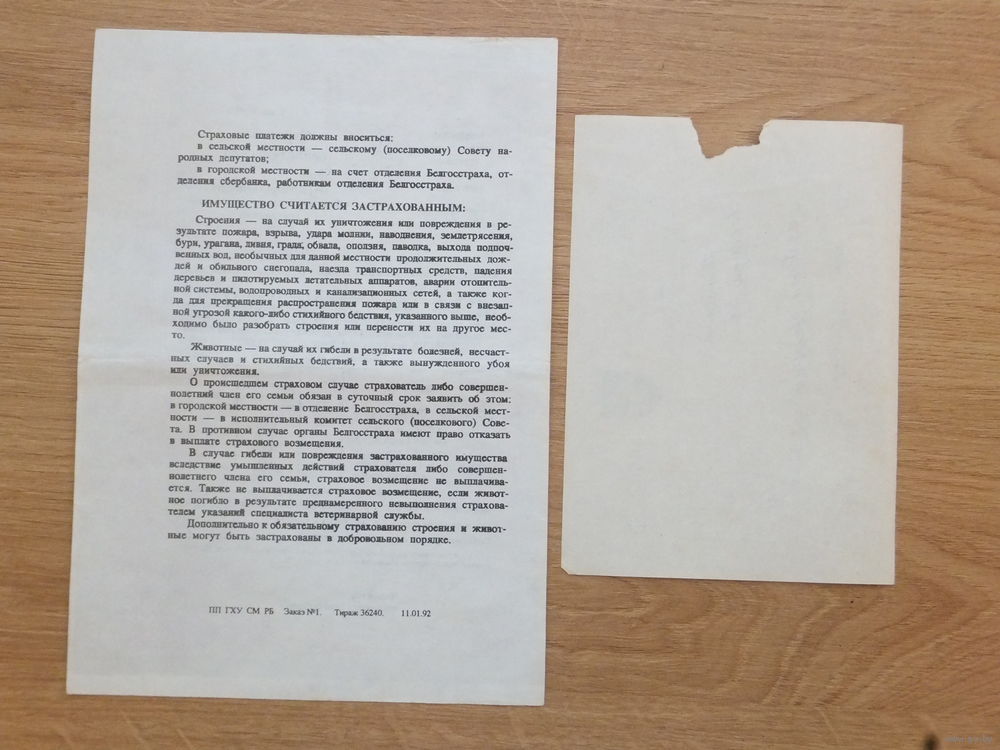 Страховые платежи должны вноситься:
в сельской местности — сельскому (поселковому) Совету на-
родных депутатов;
в городской местности — на счет отделения Белгосстраха, от-
деления сбербанка, работникам отделения Белгосстраха.
ИМУЩЕСТВО СЧИТАЕТСЯ ЗАСТРАХОВАННЫМ:
Строения — на случай их уничтожения или повреждения в ре-
зультате пожара, взрыва, удара молнии, наводнения, землетрясения,
бури, урагана, ливня, града, обвала, оползня, паводка, выхода подпоч-
венных вод, необычных для данной местности продолжительных дож-
дей и обильного снегопада, наезда транспортных средств, падения
деревьев и пилотируемых летательных аппаратов, аварии отопитель-
ной системы, водопроводных и канализационных сетей, а также ког-
да для прекращения распространения пожара или в связи с внезап-
ной угрозой какого-либо стихийного бедствия, указанного выше, необ-
ходимо было разобрать строения или перенести их на другое мес-
то.
Животные — на случай их гибели в результате болезней, несчаст-
ных случаев и стихийных бедствий, а также вынужденного убоя
или уничтожения.
О происшедшем страховом случае страхователь либо совершен-
нолетний член его семьи обязан в суточный срок заявить об этом:
в городской местности — в отделение Белгосстраха, в сельской мест-
ности — в исполнительный комитет сельского (поселкового) Сове-
та. В противном случае органы Белгосстраха имеют право отказать
в выплате страхового возмещения.
В случае гибели или повреждения застрахованного имущества
вследствие умышленных действий страхователя либо совершен-
нолетнего члена его семьи, страховое возмещение не выплачива-
ется. Также не выплачивается страховое возмещение, если живот-
ное погибло в результате преднамеренного невыполнения страхова-
телем указаний специалиста ветеринарной службы.
Дополнительно к обязательному страхованию строения и живот-
ные могут быть застрахованы в добровольном порядке.
ПП ГХУ СМ РБ Заказ №1. Тираж 36240. 11.01.92